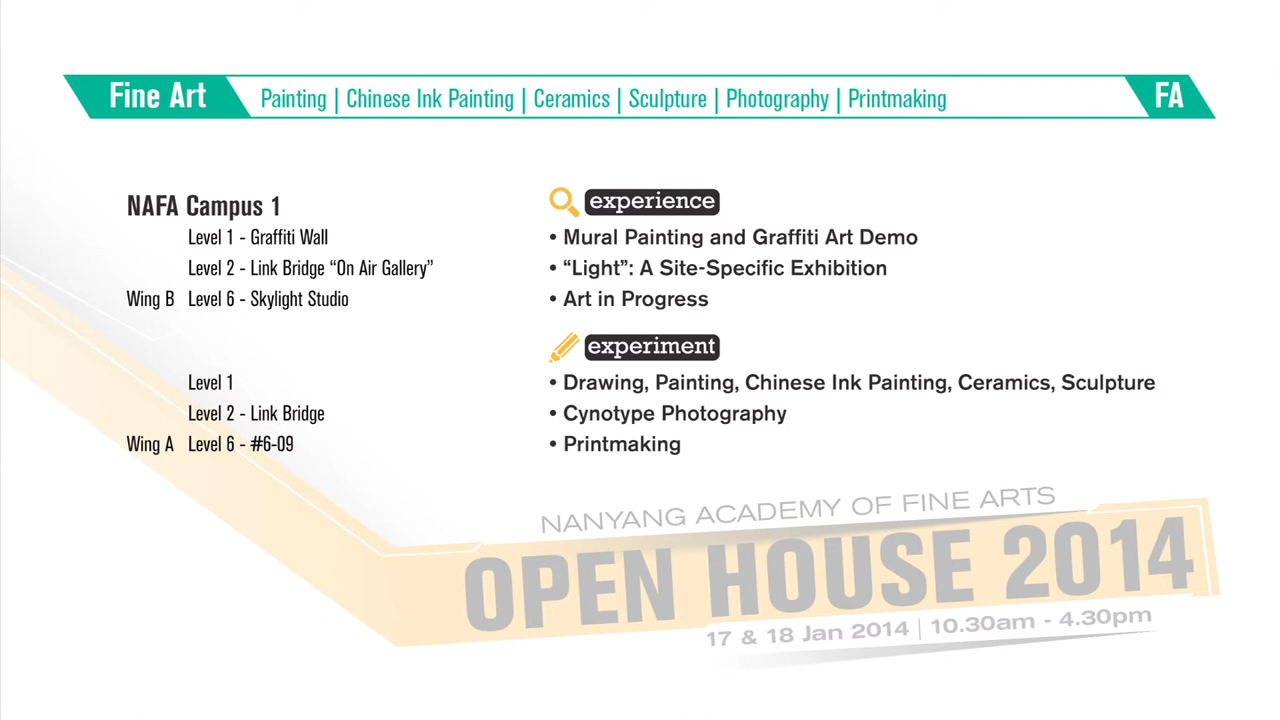 Fine Art Painting | Chinese Ink Painting | Ceramics | Sculpture | Photography | Printmaking FA
NAFA Campus 1 experience
Level 1 - Graffiti Wall • Mural Painting and Graffiti Art Demo
Level 2 - Link Bridge “On Air Gallery” • “Light”: A Site-Specific Exhibition
Wing B Level 6 - Skylight Studio • Art in Progress
experiment
Level 1 • Drawing, Painting, Chinese Ink Painting, Ceramics, Sculpture
Level 2 - Link Bridge • Cynotype Photography
Wing A Level 6 - #6-09 • Printmaking
NANYANG ACADEMY OF FINE ARTS
OPEN HOUSE 2014
17 & 18 Jan 2014 | 10.30am - 4.30pm